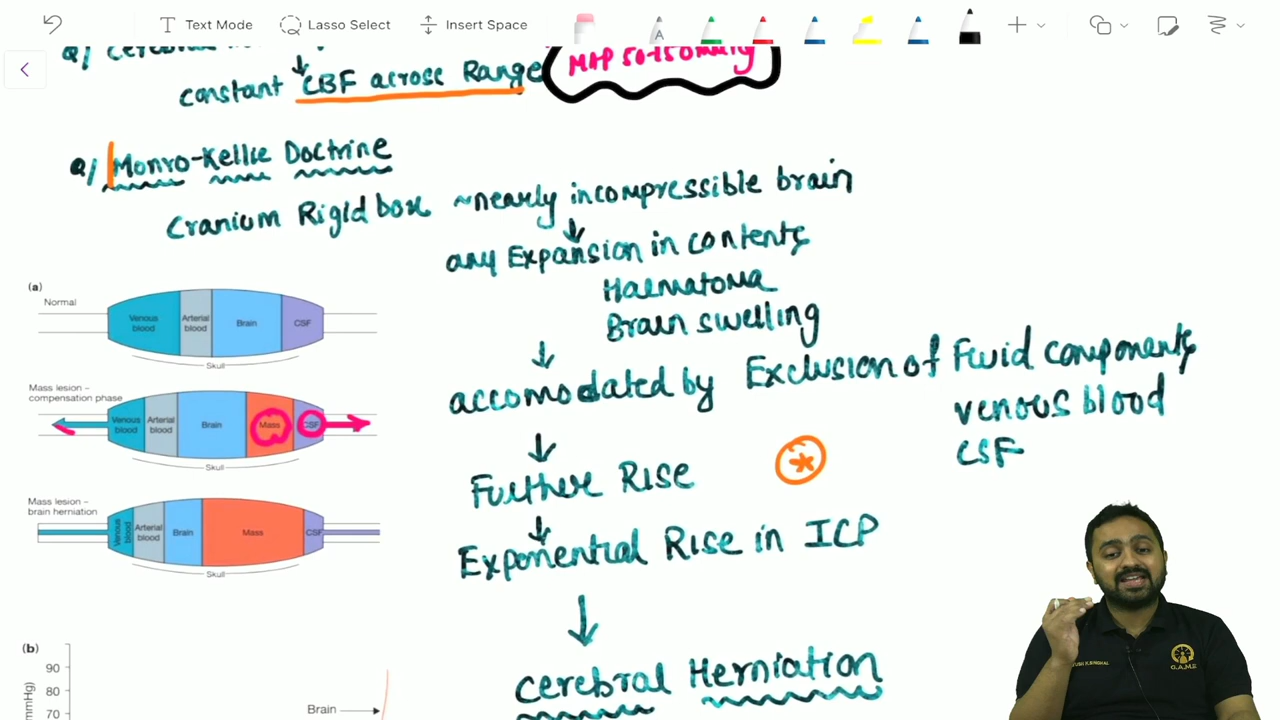 Text Mode Lasso Select Insert Space
constant CBF across Range MAP 50-150mmHg
Q/ Monro-Kellie Doctrine
Cranium Rigid box ~nearly incompressible brain
any Expansion in contents
Haematoma
Brain swelling
accomodated by Exclusion of Fluid components
venous blood
CSF
Further Rise
Exponential Rise in ICP
cerebral Herniation
(a)
Normal
Venous blood Arterial blood Brain CSF
Skull
Mass lesion –
compensation phase
Venous blood Arterial blood Brain Mass CSF
Skull
Mass lesion –
brain herniation
Venous blood Arterial blood Brain Mass CSF
Skull
(b)
90
80
70
mmHg)
Brain
G.A.M.E